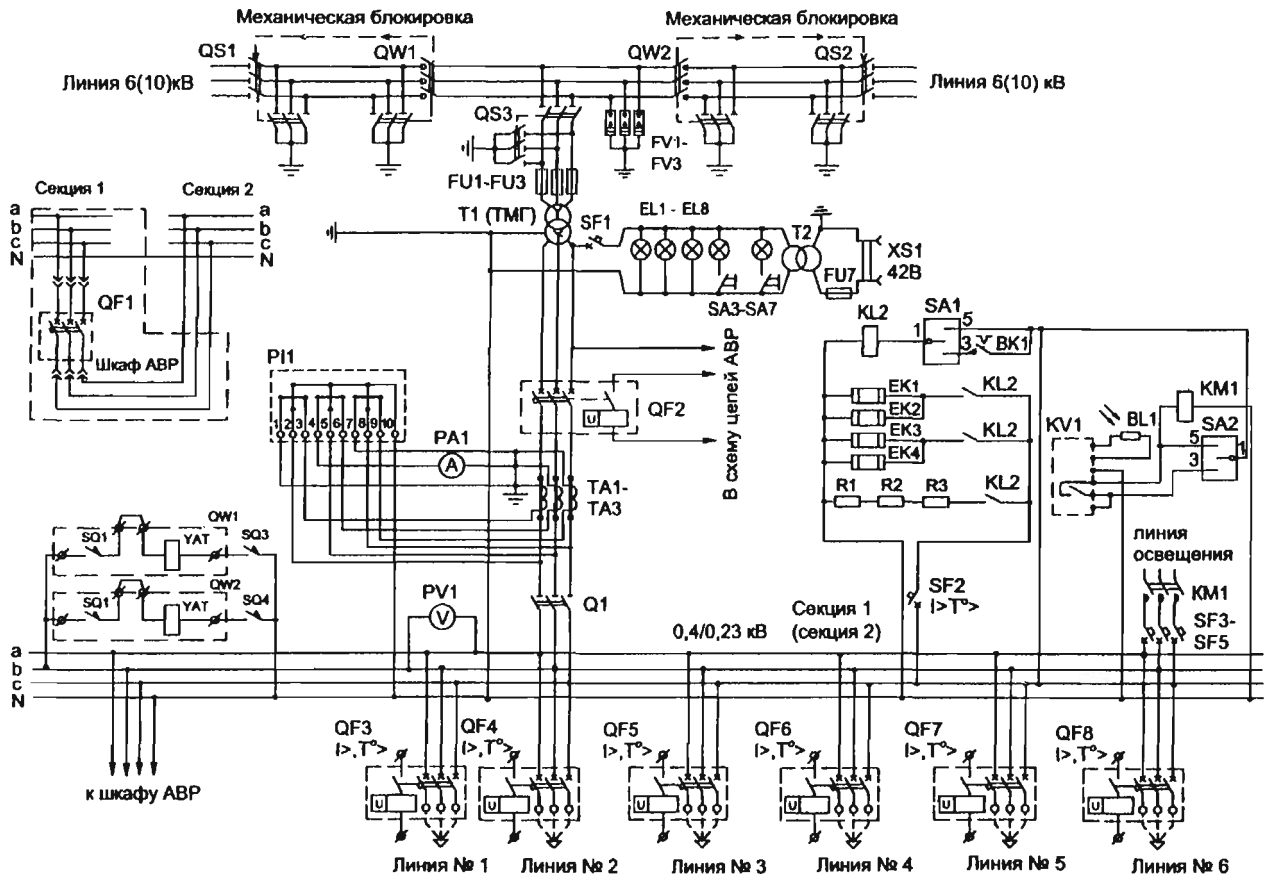 Механическая блокировка
Механическая блокировка
QS1
QW1
QW2
QS2
Линия 6(10)кВ
Линия 6(10) кВ
QS3
FV1-
FV3
FU1-FU3
Секция 1
Секция 2
a
b
c
N
a
b
c
N
T1 (ТМГ)
SF1
EL1 - EL8
T2
XS1
42В
FU7
SA3-SA7
QF1
Шкаф АВР
KL2
SA1
1
5
3
BK1
PI1
1 2 3 4 5 6 7 8 9 10
В схему цепей АВР
U
QF2
EK1
EK2
EK3
EK4
KL2
KL2
R1
R2
R3
KL2
KM1
KV1
BL1
SA2
5
3
1
PA1
A
TA1-
TA3
QW1
SQ1
YAT
SQ3
QW2
SQ1
YAT
SQ4
линия
освещения
KM1
SF3-
SF5
PV1
V
Q1
SF2
I>T°>
0,4/0,23 кВ
Секция 1
(секция 2)
a
b
c
N
к шкафу АВР
QF3
I>,T°>
QF4
I>,T°>
QF5
I>,T°>
QF6
I>,T°>
QF7
I>,T°>
QF8
I>,T°>
U
U
U
U
U
U
Линия № 1
Линия № 2
Линия № 3
Линия № 4
Линия № 5
Линия № 6